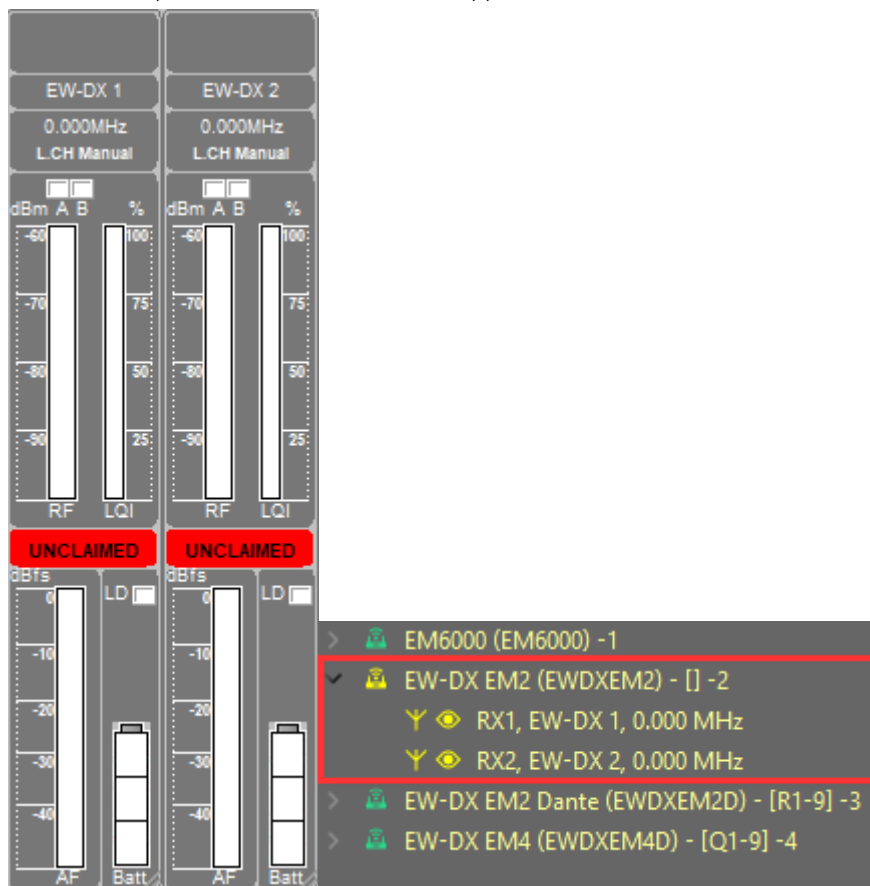 EW-DX 1
0.000MHz
L.CH Manual
dBm A B %
-60 100
-70 75
-80 50
-90 25
RF LQI
UNCLAIMED
dBfs
LD
0
-10
-20
-30
-40
AF Batt
EW-DX 2
0.000MHz
L.CH Manual
dBm A B %
-60 100
-70 75
-80 50
-90 25
RF LQI
UNCLAIMED
dBfs
LD
0
-10
-20
-30
-40
AF Batt
EM6000 (EM6000) -1
EW-DX EM2 (EWDXEM2) - [] -2
RX1, EW-DX 1, 0.000 MHz
RX2, EW-DX 2, 0.000 MHz
EW-DX EM2 Dante (EWDXEM2D) - [R1-9] -3
EW-DX EM4 (EWDXEM4D) - [Q1-9] -4